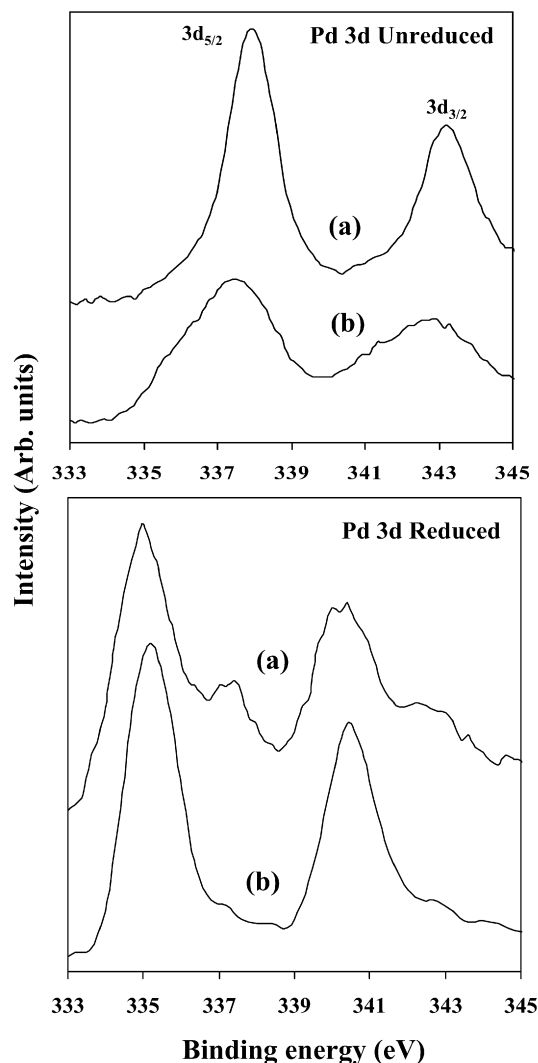 3d5/2
Pd 3d Unreduced
3d3/2
(a)
(b)
333 335 337 339 341 343 345
Intensity (Arb. units)
Pd 3d Reduced
(a)
(b)
333 335 337 339 341 343 345
Binding energy (eV)